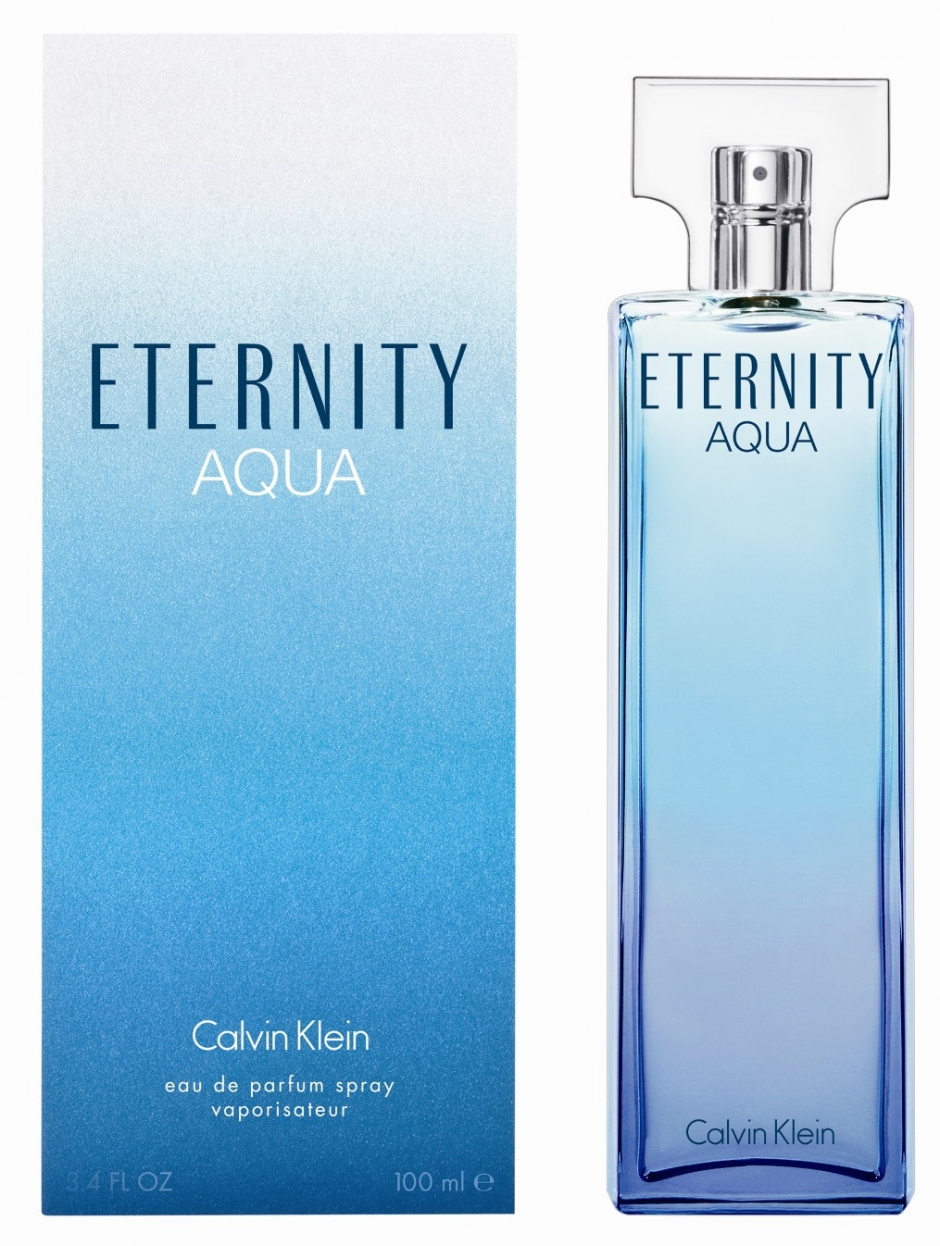 ETERNITY
AQUA
Calvin Klein
eau de parfum spray
vaporisateur
3.4 FL OZ 100 ml ℮
ETERNITY
AQUA
Calvin Klein